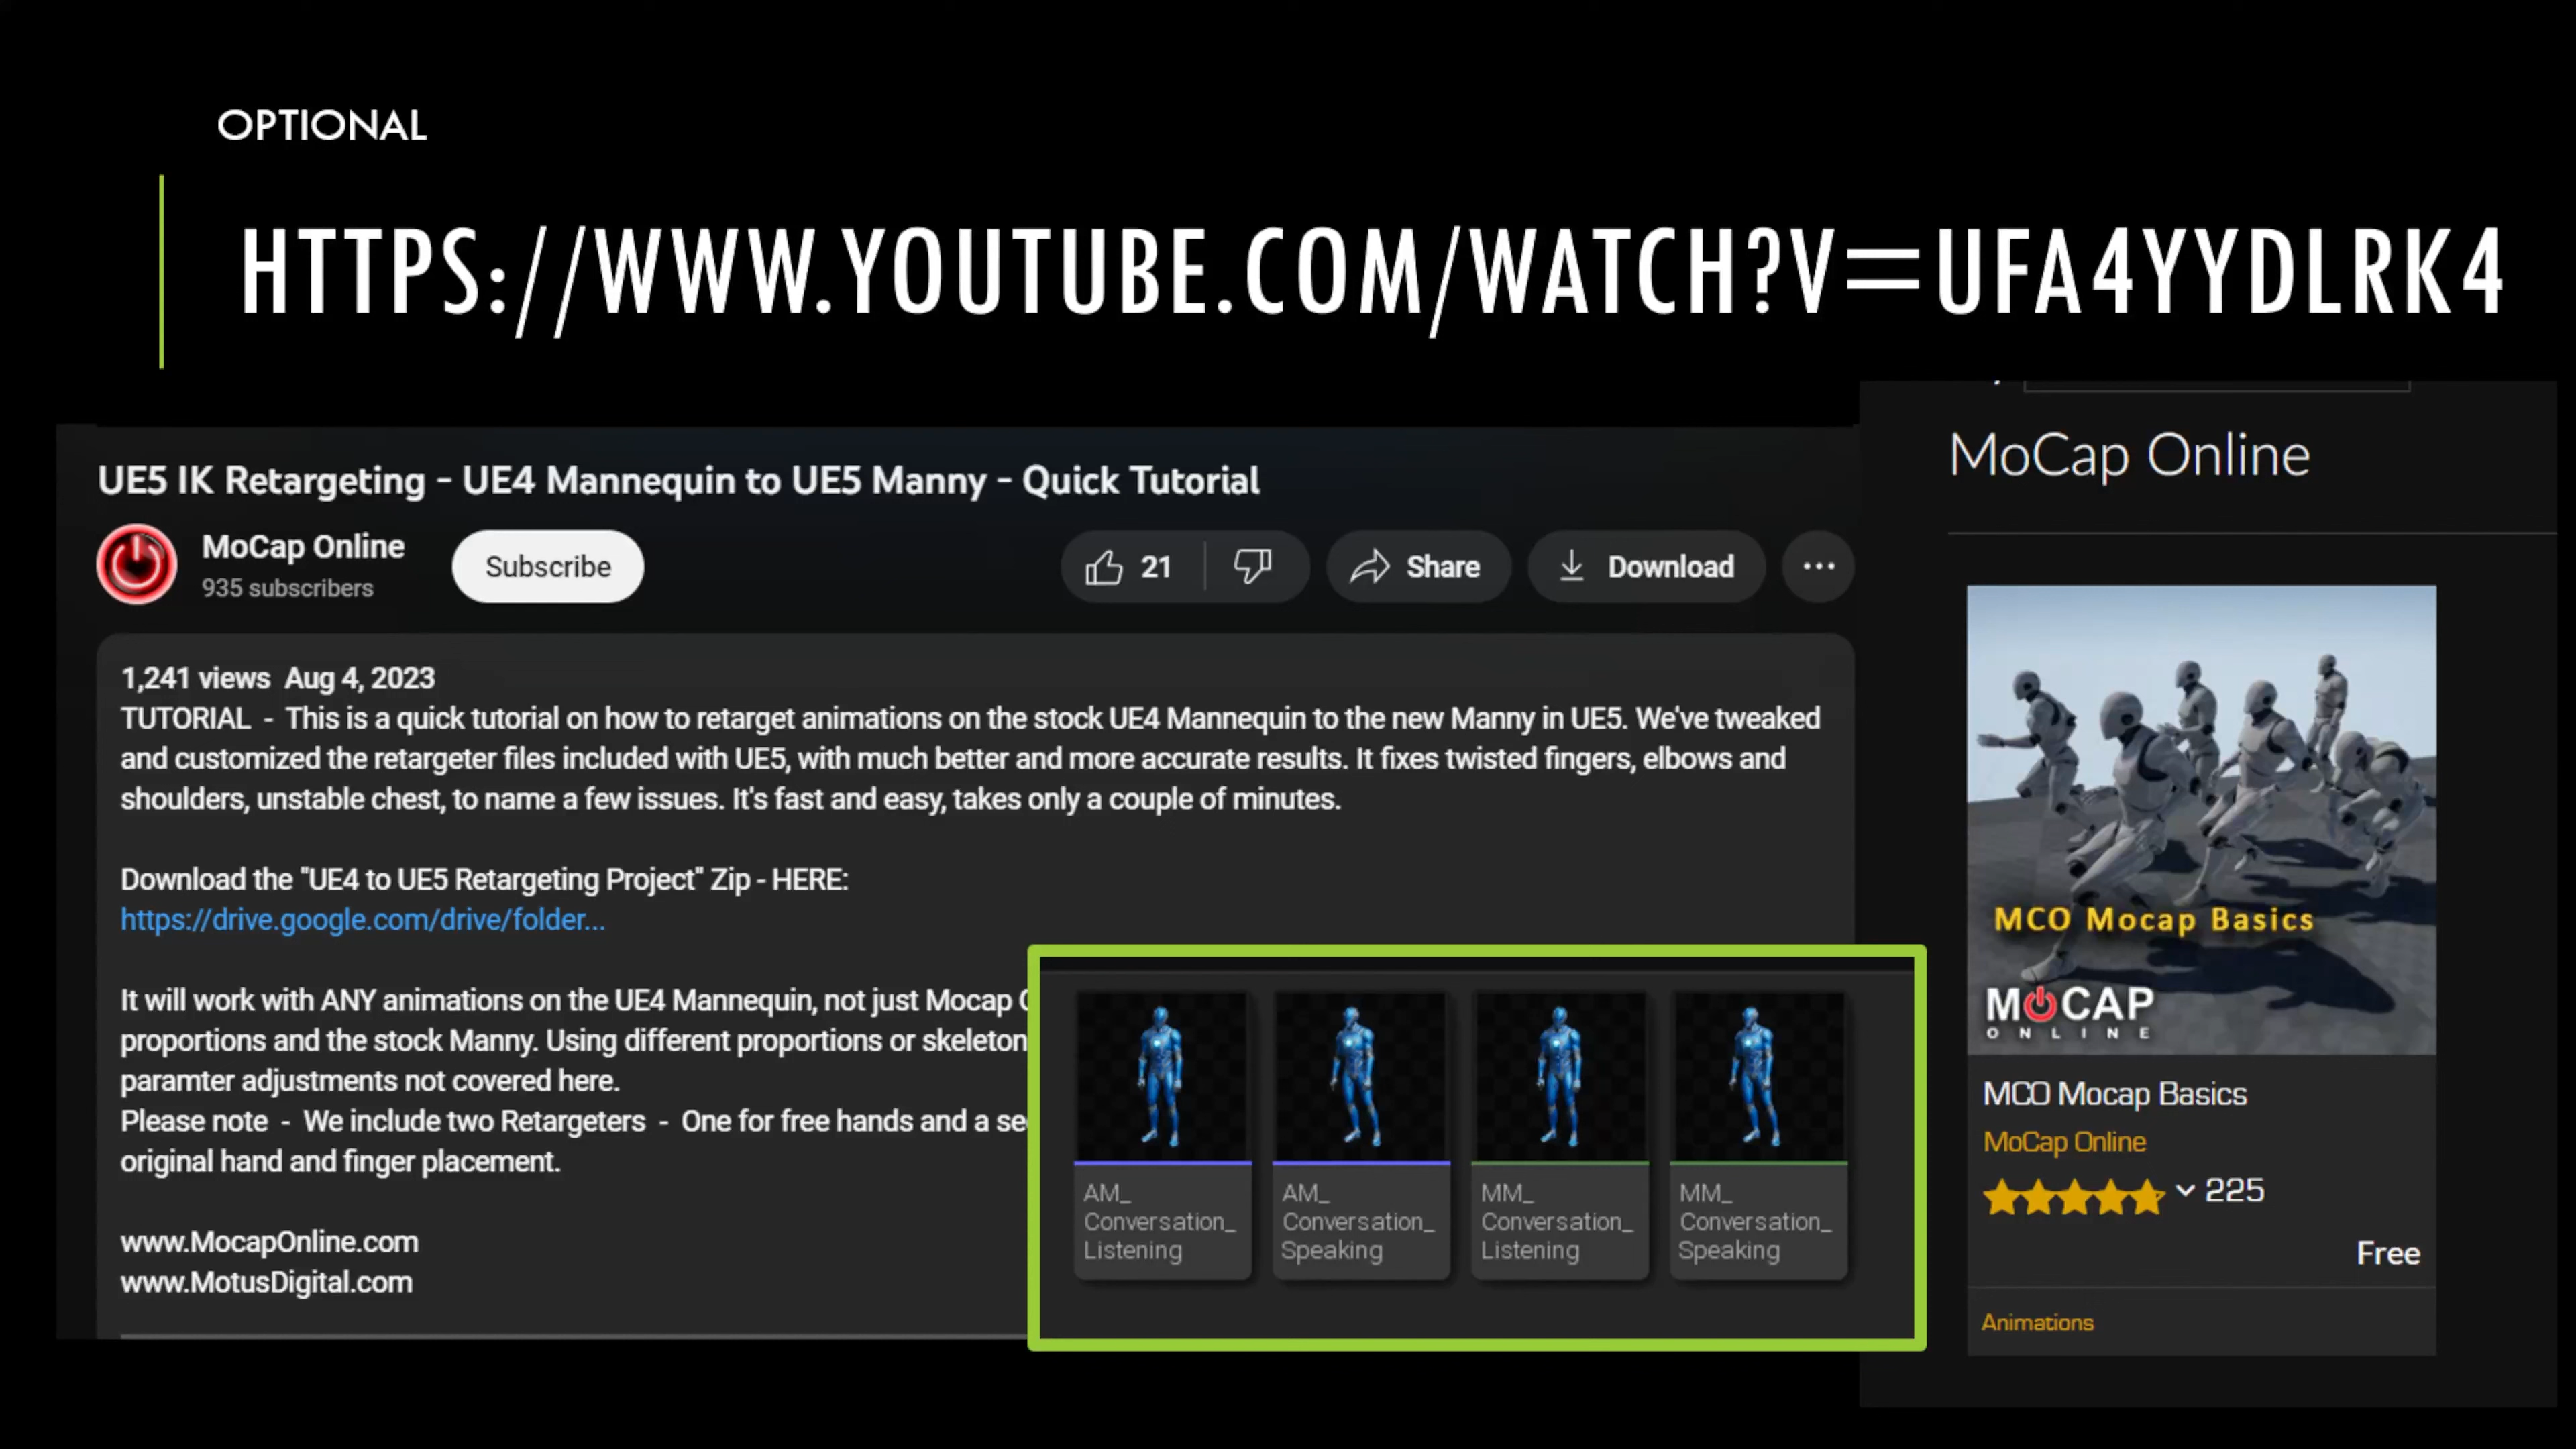 OPTIONAL
HTTPS://WWW.YOUTUBE.COM/WATCH?V=UFA4YYDLRK4
UE5 IK Retargeting - UE4 Mannequin to UE5 Manny - Quick Tutorial
MoCap Online
935 subscribers
Subscribe
21
Share
Download
1,241 views Aug 4, 2023
TUTORIAL - This is a quick tutorial on how to retarget animations on the stock UE4 Mannequin to the new Manny in UE5. We've tweaked
and customized the retargeter files included with UE5, with much better and more accurate results. It fixes twisted fingers, elbows and
shoulders, unstable chest, to name a few issues. It's fast and easy, takes only a couple of minutes.
Download the "UE4 to UE5 Retargeting Project" Zip - HERE:
https://drive.google.com/drive/folder...
It will work with ANY animations on the UE4 Mannequin, not just Mocap
proportions and the stock Manny. Using different proportions or skeleton
paramter adjustments not covered here.
Please note - We include two Retargeters - One for free hands and a se
original hand and finger placement.
www.MocapOnline.com
www.MotusDigital.com
AM_
Conversation_
Listening
AM_
Conversation_
Speaking
MM_
Conversation_
Listening
MM_
Conversation_
Speaking
MoCap Online
MCO Mocap Basics
MOCAP
ONLINE
MCO Mocap Basics
MoCap Online
225
Free
Animations